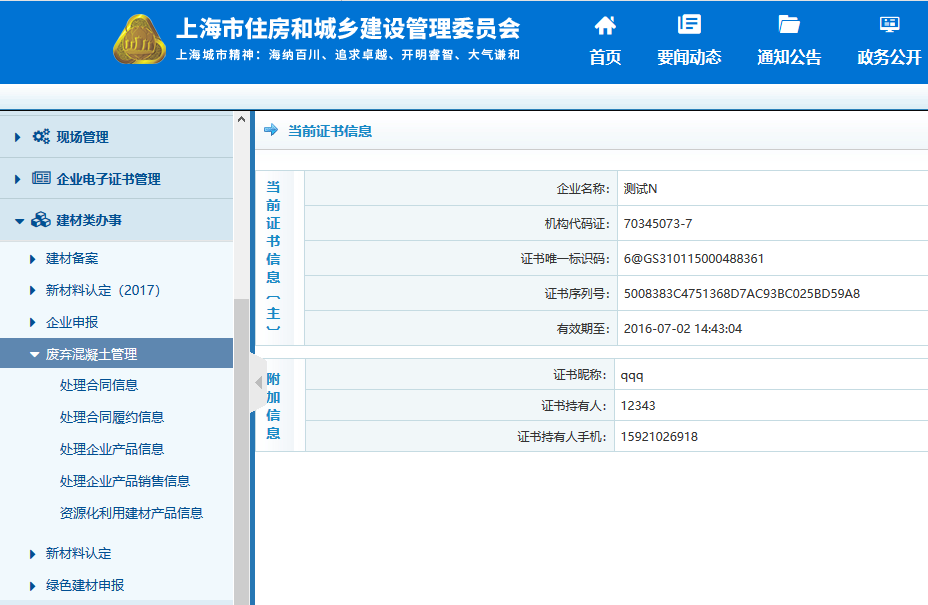 上海市住房和城乡建设管理委员会
上海城市精神：海纳百川、追求卓越、开明睿智、大气谦和
首页
要闻动态
通知公告
政务公开
现场管理
企业电子证书管理
建材类办事
建材备案
新材料认定（2017）
企业申报
废弃混凝土管理
处理合同信息
处理合同履约信息
处理企业产品信息
处理企业产品销售信息
资源化利用建材产品信息
新材料认定
绿色建材申报
当前证书信息
当前证书信息（主）
企业名称： 测试N
机构代码证： 70345073-7
证书唯一标识码： 6@GS310115000488361
证书序列号： 5008383C4751368D7AC93BC025BD59A8
有效期至： 2016-07-02 14:43:04
附加信息
证书昵称： qqq
证书持有人： 12343
证书持有人手机： 15921026918